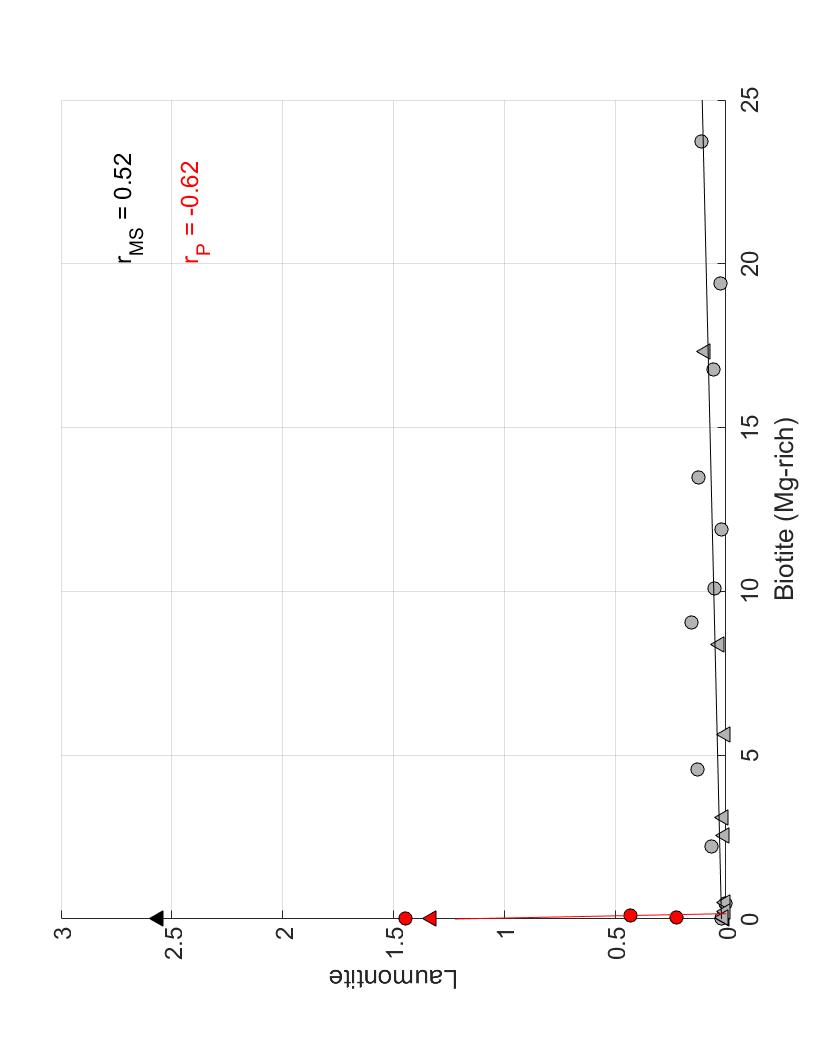 3
2.5
2
1.5
1
0.5
0
0 5 10 15 20 25
Laumontite
Biotite (Mg-rich)
r_MS = 0.52
r_P = -0.62